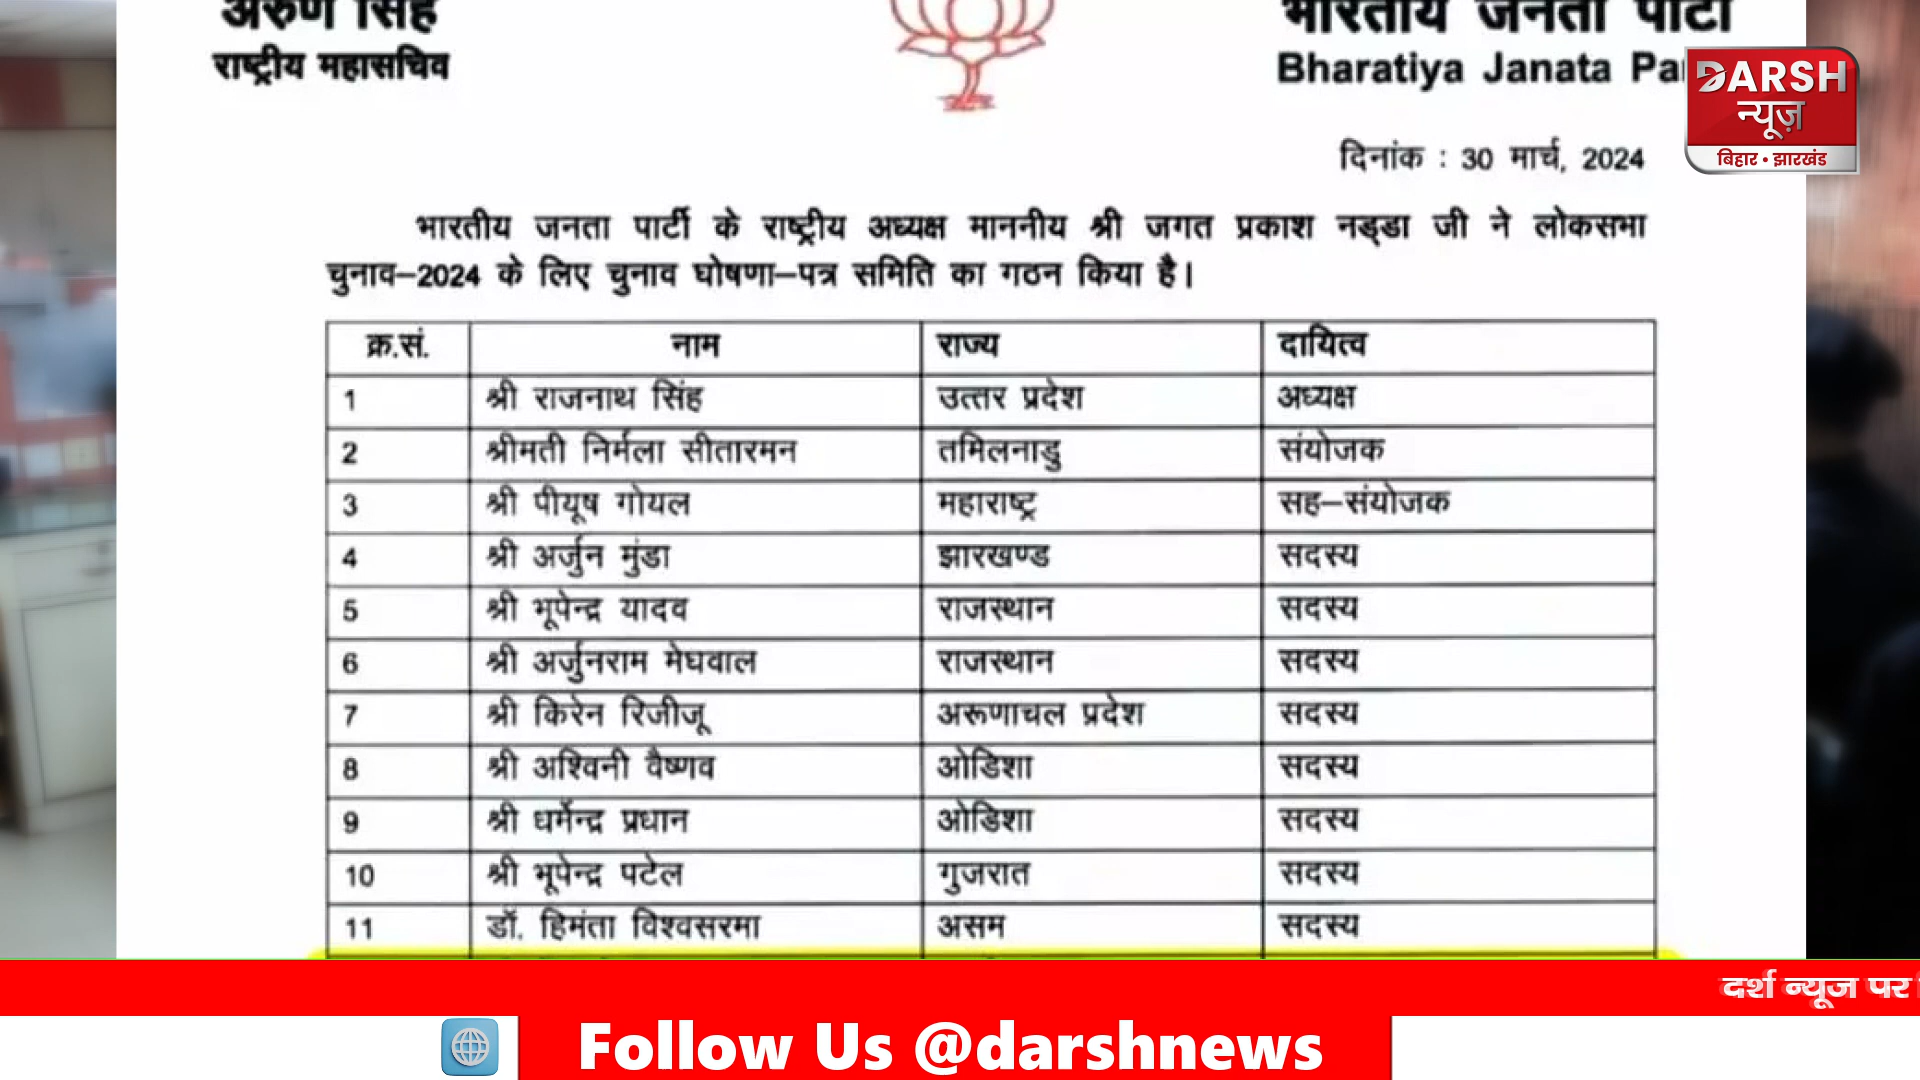 अरुण सिंह
राष्ट्रीय महासचिव
भारतीय जनता पार्टी
Bharatiya Janata Pa
DARSH
न्यूज़
बिहार • झारखंड
दिनांक : 30 मार्च, 2024
भारतीय जनता पार्टी के राष्ट्रीय अध्यक्ष माननीय श्री जगत प्रकाश नड्डा जी ने लोकसभा
चुनाव–2024 के लिए चुनाव घोषणा–पत्र समिति का गठन किया है।
क्र.सं. नाम राज्य दायित्व
1 श्री राजनाथ सिंह उत्तर प्रदेश अध्यक्ष
2 श्रीमती निर्मला सीतारमन तमिलनाडु संयोजक
3 श्री पीयूष गोयल महाराष्ट्र सह–संयोजक
4 श्री अर्जुन मुंडा झारखण्ड सदस्य
5 श्री भूपेन्द्र यादव राजस्थान सदस्य
6 श्री अर्जुनराम मेघवाल राजस्थान सदस्य
7 श्री किरेन रिजीजू अरूणाचल प्रदेश सदस्य
8 श्री अश्विनी वैष्णव ओडिशा सदस्य
9 श्री धर्मेन्द्र प्रधान ओडिशा सदस्य
10 श्री भूपेन्द्र पटेल गुजरात सदस्य
11 डॉ. हिमंता विश्वसरमा असम सदस्य
दर्श न्यूज पर
Follow Us @darshnews